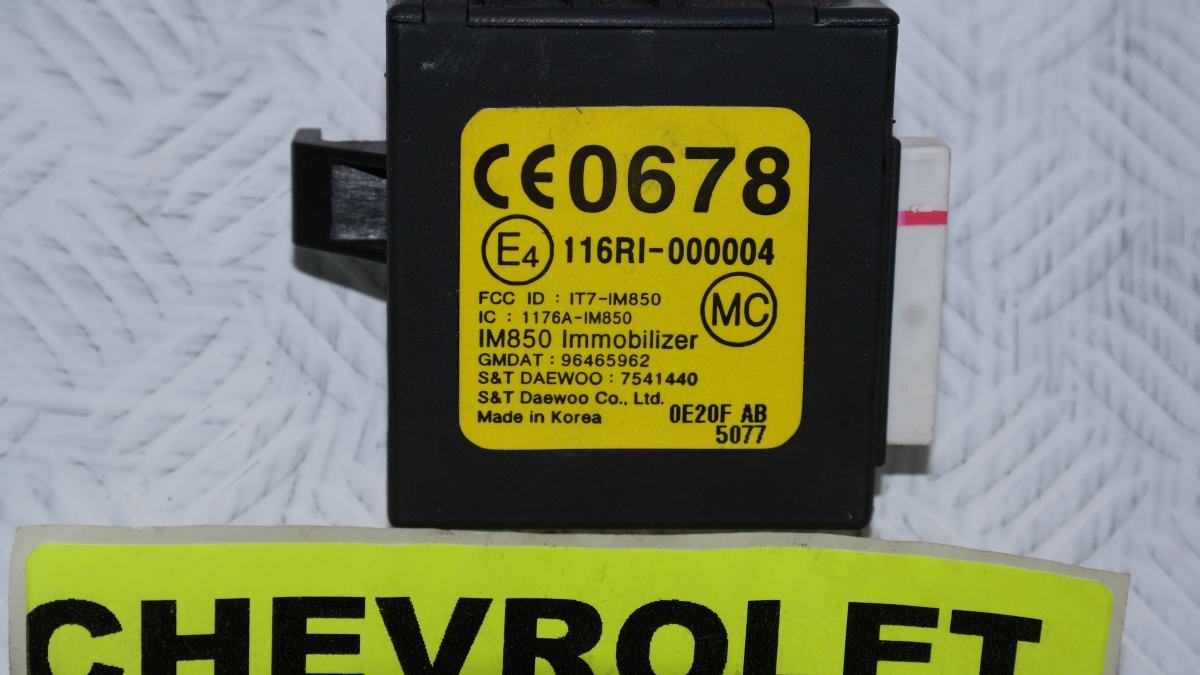 CE0678
E4 116RI-000004
FCC ID : IT7-IM850
IC : 1176A-IM850
MC
IM850 Immobilizer
GMDAT : 96465962
S&T DAEWOO : 7541440
S&T Daewoo Co., Ltd.
Made in Korea 0E20F AB
5077
CHEVROLET